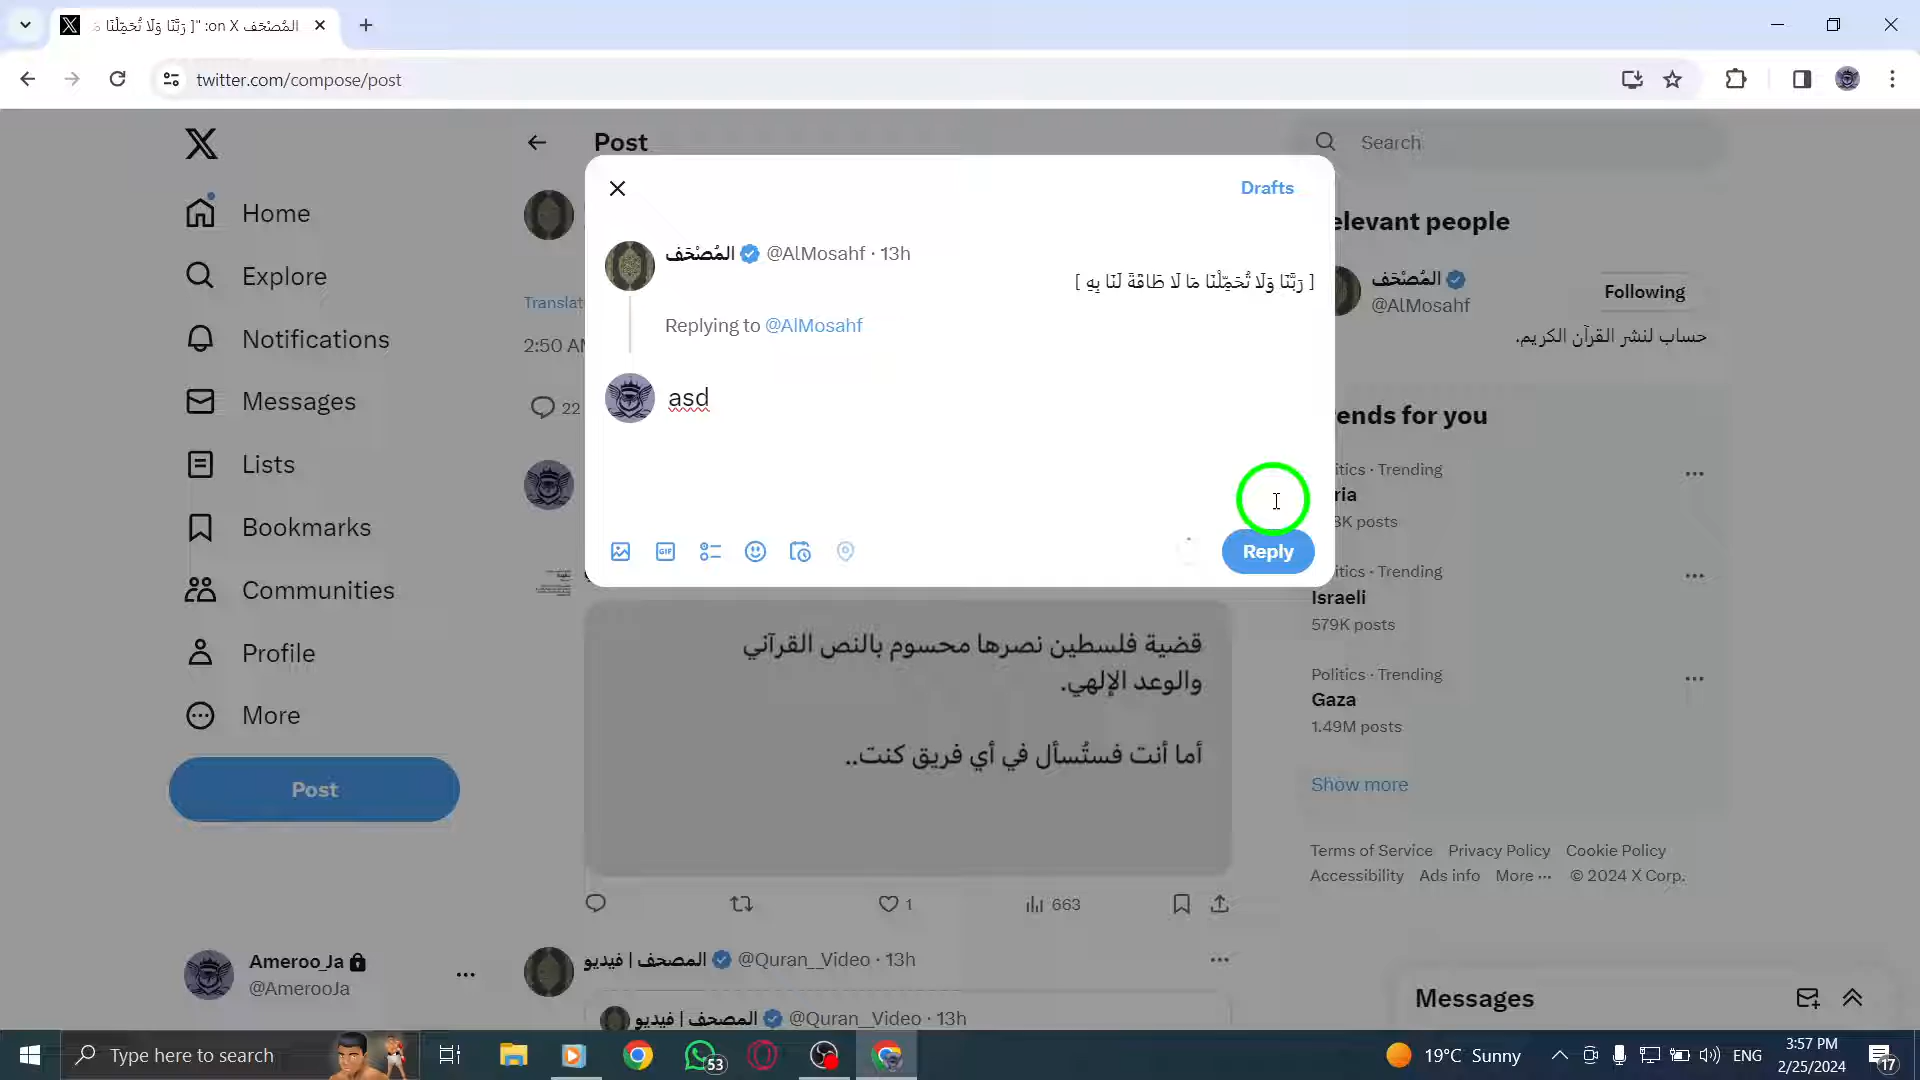 المُصْحَف on X: "[ رَبَّنَا وَلَا تُحَمِّلْنَا مَ
twitter.com/compose/post
Home
Explore
Notifications
Messages
Lists
Bookmarks
Communities
Profile
More
Post
Ameroo_Ja
@AmerooJa
Post
Translat
2:50 AM
22
Drafts
المُصْحَف @AlMosahf · 13h
[ رَبَّنَا وَلَا تُحَمِّلْنَا مَا لَا طَاقَةَ لَنَا بِهِ ]
Replying to @AlMosahf
asd
GIF
Reply
قضية فلسطين نصرها محسوم بالنص القرآني
والوعد الإلهي.
أما أنت فستُسأل في أي فريق كنت..
1
663
المصحف | فيديو @Quran__Video · 13h
المصحف | فيديو @Quran__Video · 13h
Search
elevant people
المُصْحَف
@AlMosahf
Following
حساب لنشر القرآن الكريم.
ends for you
itics · Trending
ria
8K posts
itics · Trending
Israeli
579K posts
Politics · Trending
Gaza
1.49M posts
Show more
Terms of Service Privacy Policy Cookie Policy
Accessibility Ads info More ··· © 2024 X Corp.
Messages
Type here to search
53
19°C Sunny
ENG
3:57 PM
2/25/2024
17